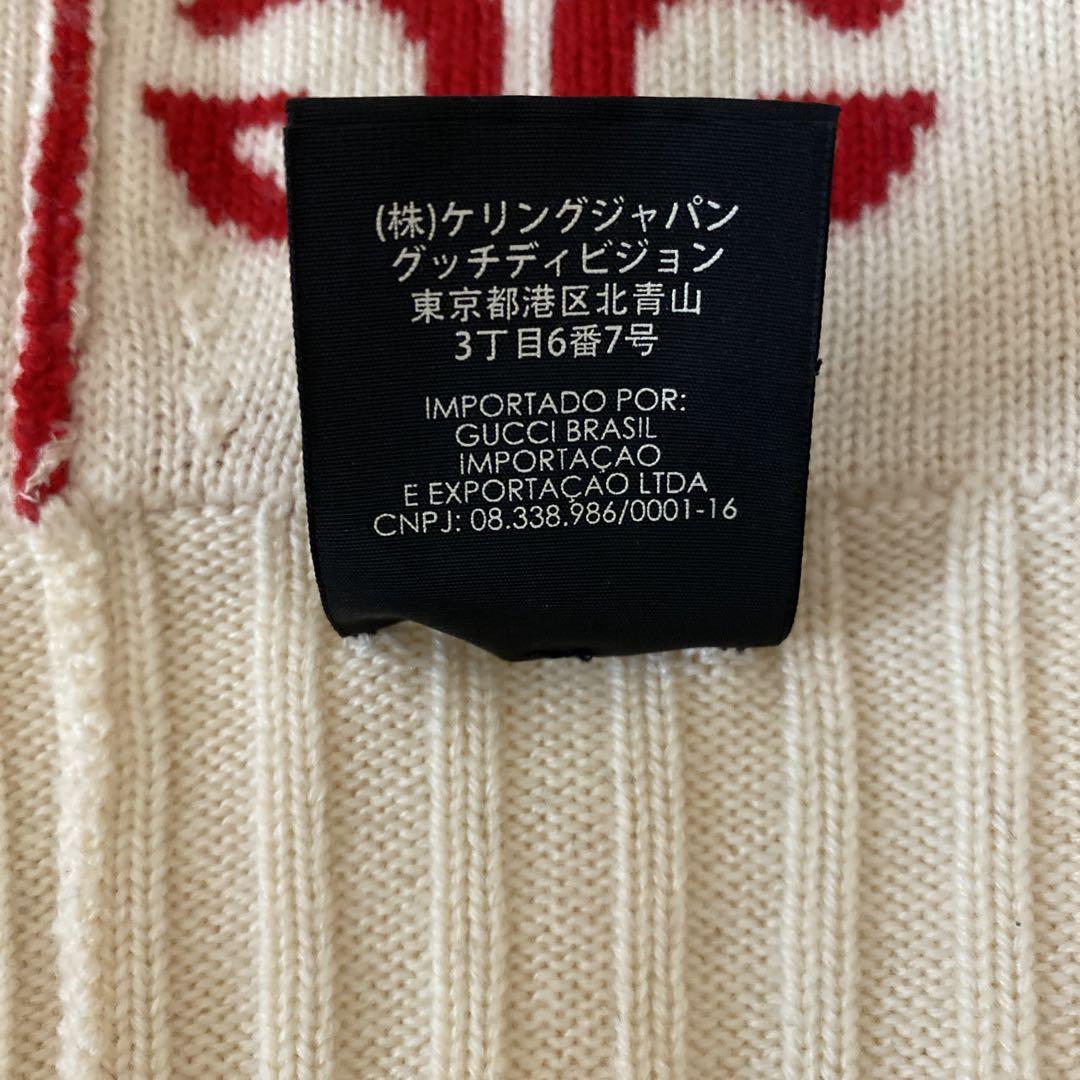 (株)ケリングジャパン
グッチディビジョン
東京都港区北青山
3丁目6番7号
IMPORTADO POR:
GUCCI BRASIL
IMPORTAÇAO
E EXPORTAÇAO LTDA
CNPJ: 08.338.986/0001-16